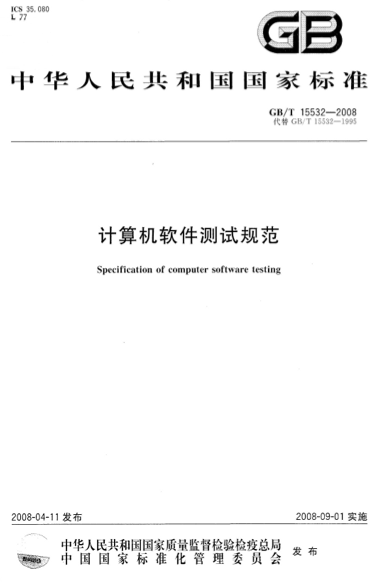 ICS 35.080
L 77
GB
中华人民共和国国家标准
GB/T 15532—2008
代替 GB/T 15532—1995
计算机软件测试规范
Specification of computer software testing
2008-04-11 发布
2008-09-01 实施
中华人民共和国国家质量监督检验检疫总局
中国国家标准化管理委员会
发布